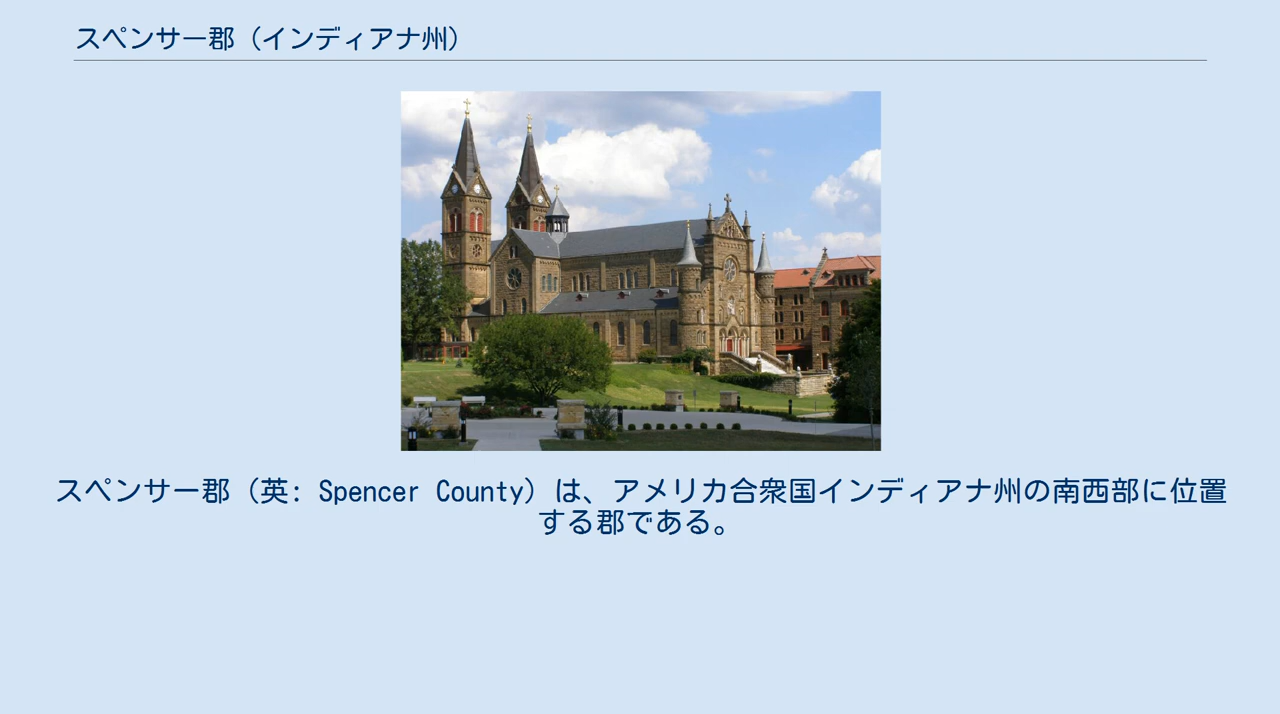 スペンサー郡（インディアナ州）
スペンサー郡（英: Spencer County）は、アメリカ合衆国インディアナ州の南西部に位置
する郡である。